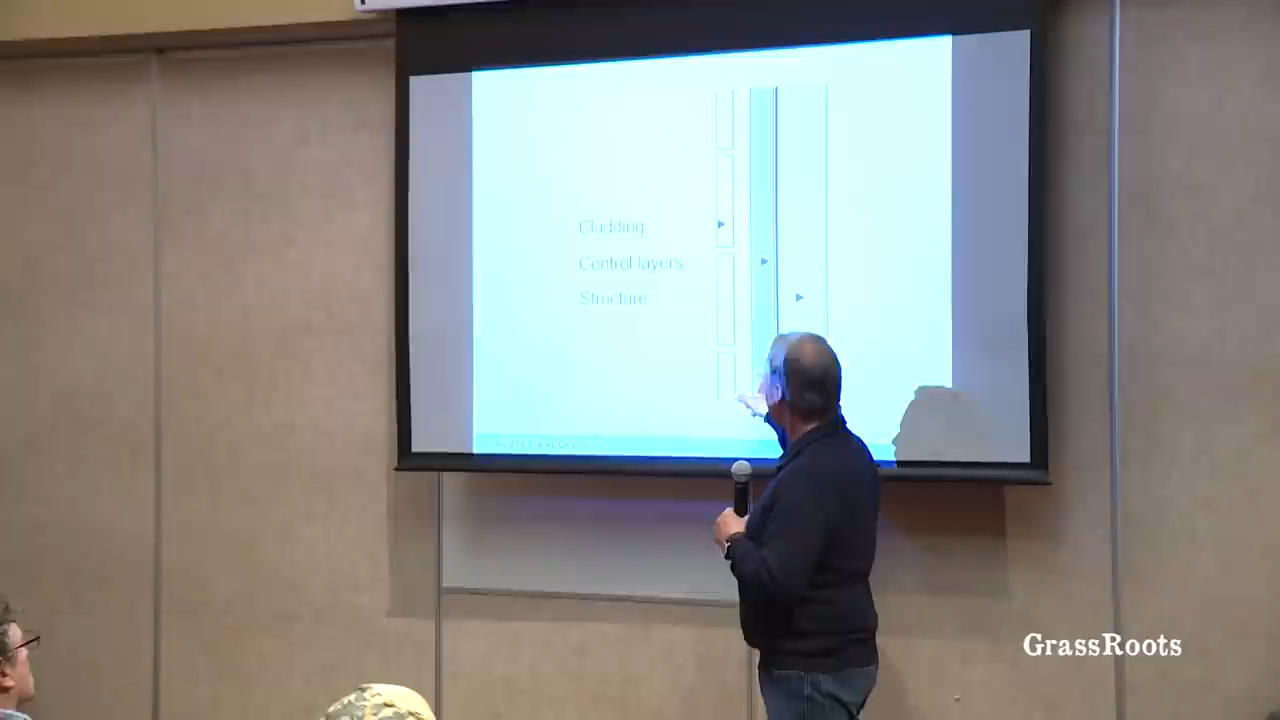 Cladding
Control layers
Structure
GrassRoots